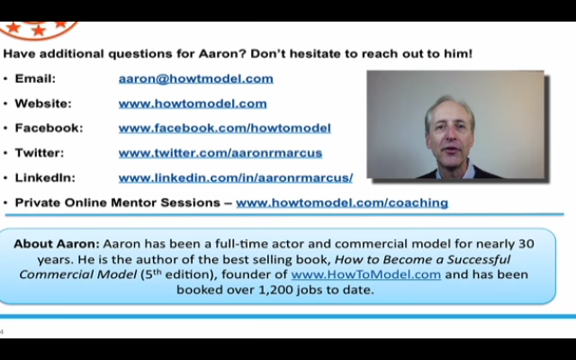 Have additional questions for Aaron? Don't hesitate to reach out to him!
• Email: aaron@howtmodel.com
• Website: www.howtomodel.com
• Facebook: www.facebook.com/howtomodel
• Twitter: www.twitter.com/aaronrmarcus
• LinkedIn: www.linkedin.com/in/aaronrmarcus/
• Private Online Mentor Sessions – www.howtomodel.com/coaching
About Aaron: Aaron has been a full-time actor and commercial model for nearly 30
years. He is the author of the best selling book, How to Become a Successful
Commercial Model (5th edition), founder of www.HowToModel.com and has been
booked over 1,200 jobs to date.
4